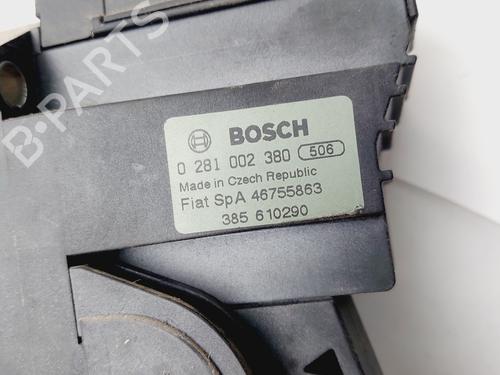 B-PARTS
BOSCH
0 281 002 380 506
Made in Czech Republic
Fiat SpA 46755863
385 610290